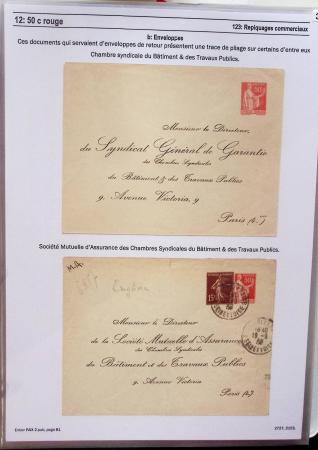 12: 50 c rouge
123: Repiquages commerciaux
b: Enveloppes
Ces documents qui servaient d'enveloppes de retour présentent une trace de pliage sur certains d'entre eux
Chambre syndicale du Bâtiment & des Travaux Publics.
50c
Monsieur le Directeur,
du Syndicat Général de Garantie
des Chambres Syndicales
du Bâtiment & des Travaux Publics
9, Avenue Victoria, 9
Paris (4e)
Société Mutuelle d'Assurance des Chambres Syndicales du Bâtiment & des Travaux Publics.
M.A.
15c
50c
Monsieur le Directeur
de la Société Mutuelle d'Assurance
des Chambres Syndicales
du Bâtiment et des Travaux Publics
9, Avenue Victoria
Paris (4e)